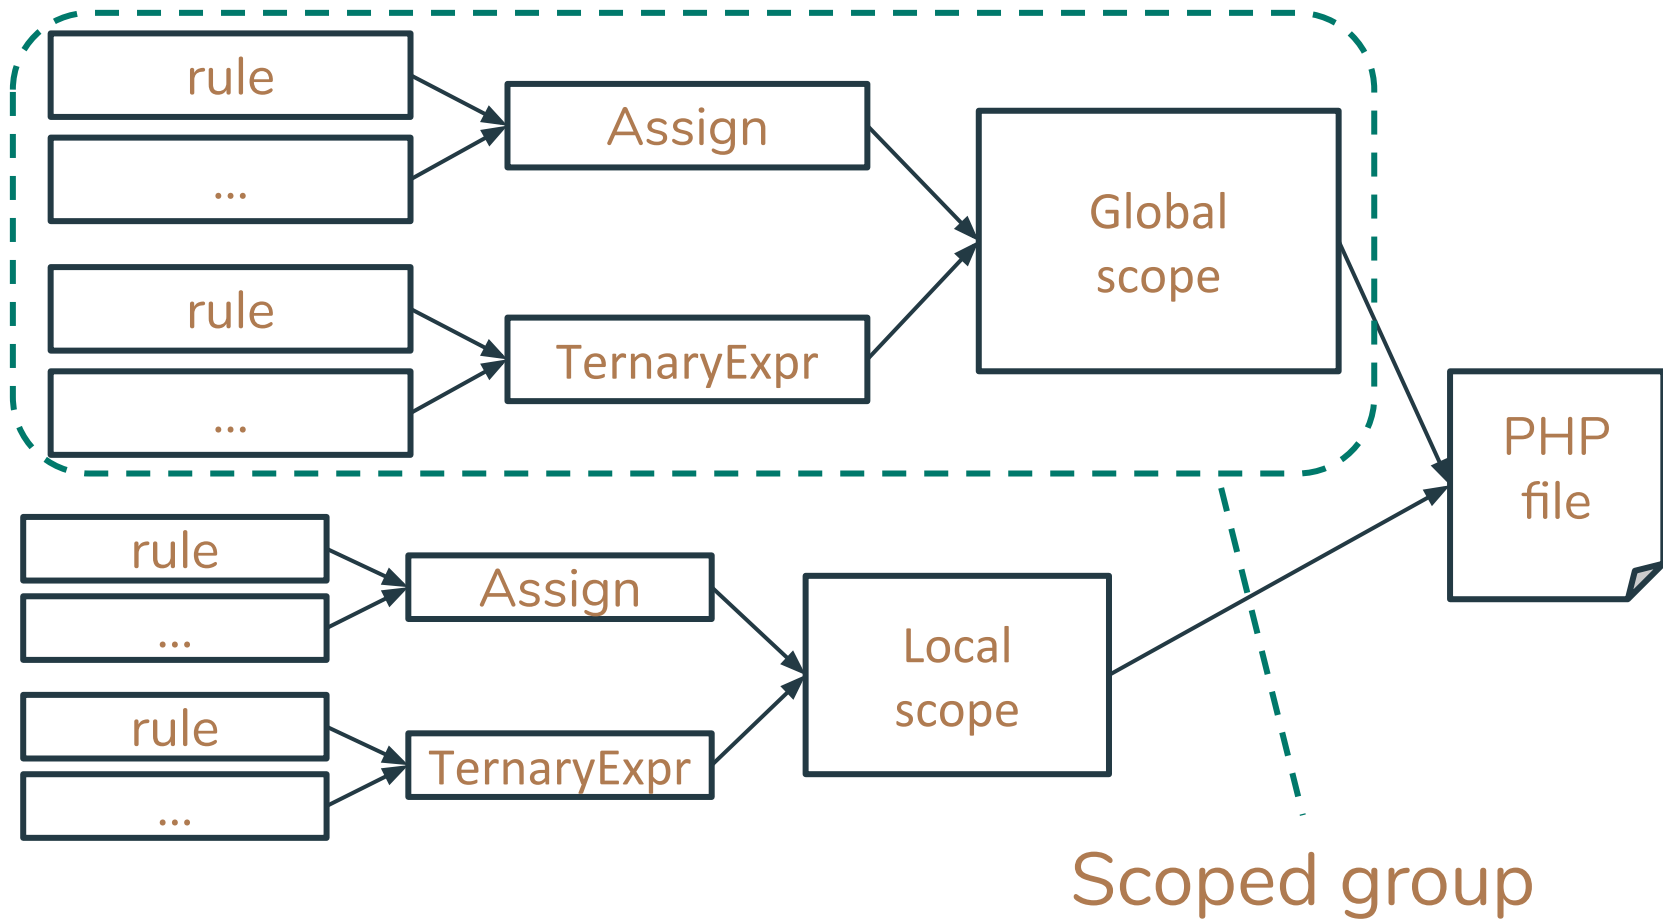 rule
...
Assign
rule
...
TernaryExpr
Global
scope
PHP
file
rule
...
Assign
rule
...
TernaryExpr
Local
scope
Scoped group